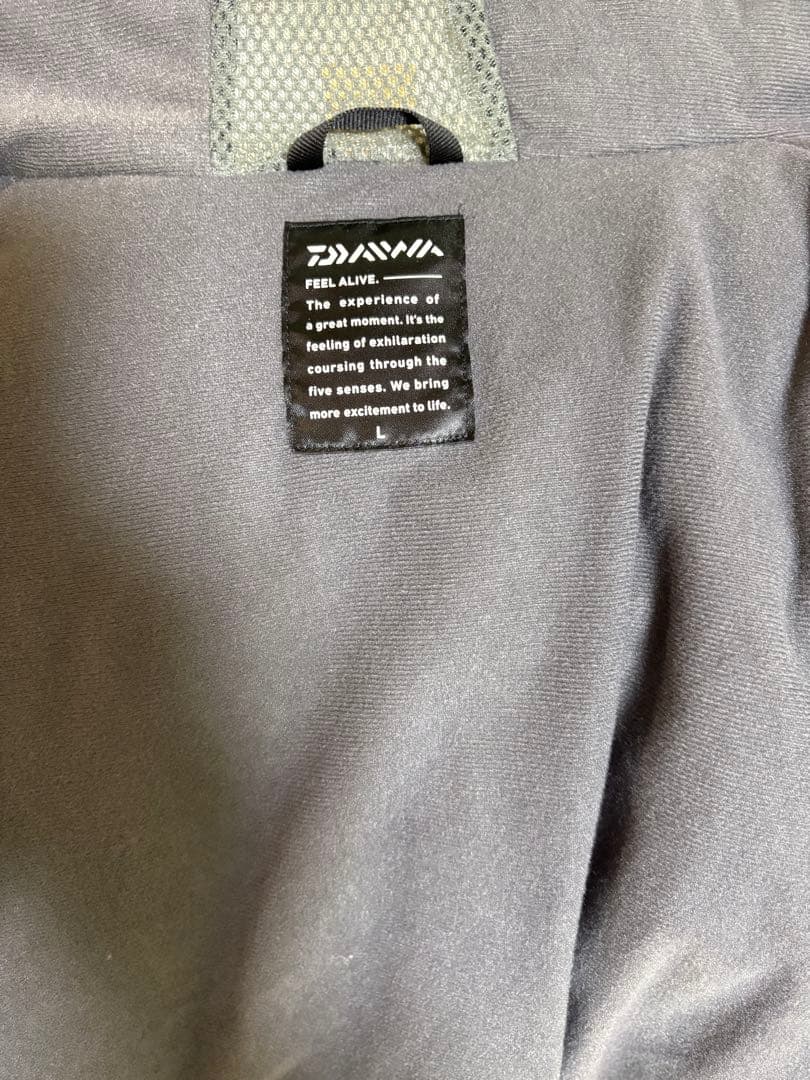 DAIWA
FEEL ALIVE.
The experience of
a great moment. It's the
feeling of exhilaration
coursing through the
five senses. We bring
more excitement to life.
L